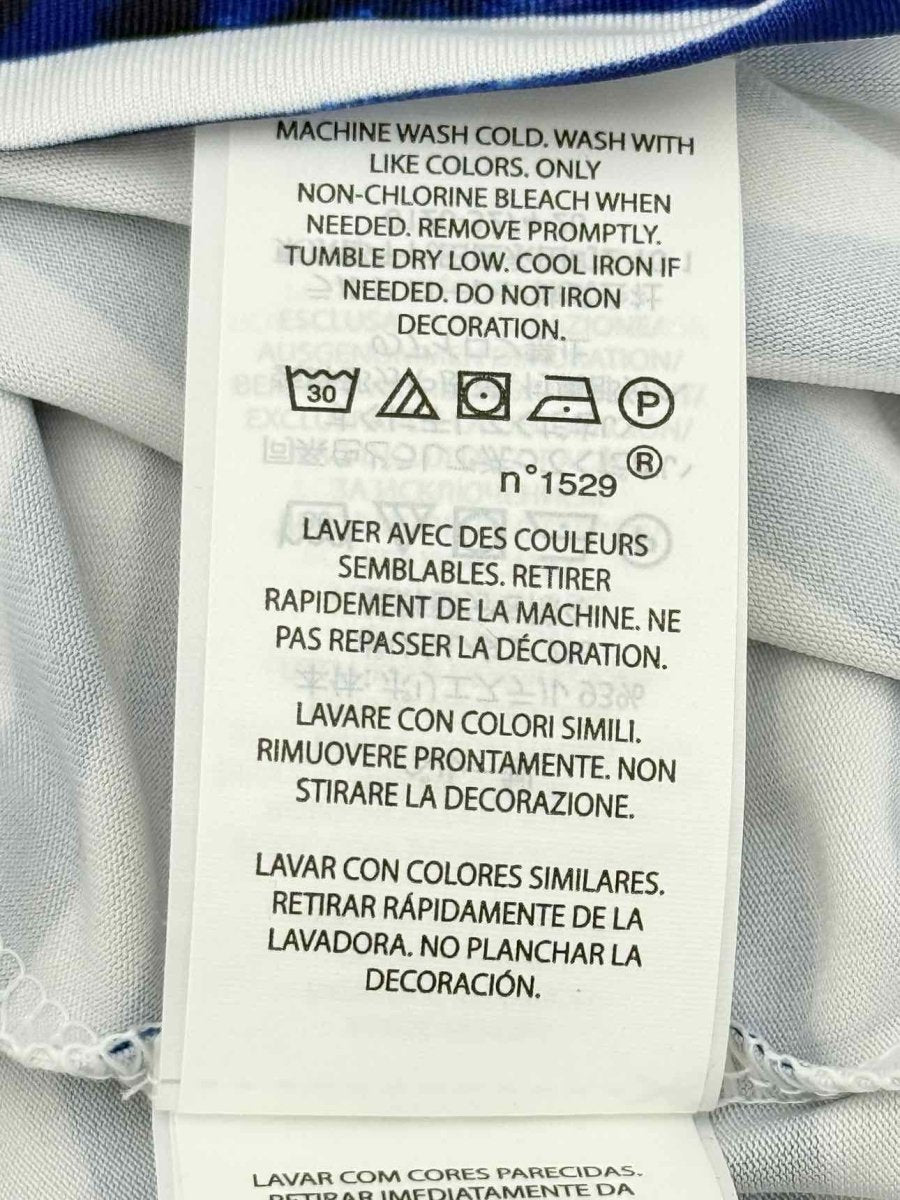 MACHINE WASH COLD. WASH WITH
LIKE COLORS. ONLY
NON-CHLORINE BLEACH WHEN
NEEDED. REMOVE PROMPTLY.
TUMBLE DRY LOW. COOL IRON IF
NEEDED. DO NOT IRON
DECORATION.
30 P
®
n°1529
LAVER AVEC DES COULEURS
SEMBLABLES. RETIRER
RAPIDEMENT DE LA MACHINE. NE
PAS REPASSER LA DÉCORATION.
LAVARE CON COLORI SIMILI.
RIMUOVERE PRONTAMENTE. NON
STIRARE LA DECORAZIONE.
LAVAR CON COLORES SIMILARES.
RETIRAR RÁPIDAMENTE DE LA
LAVADORA. NO PLANCHAR LA
DECORACIÓN.
LAVAR COM CORES PARECIDAS.
RETIRAR IMEDIATAMENTE DA